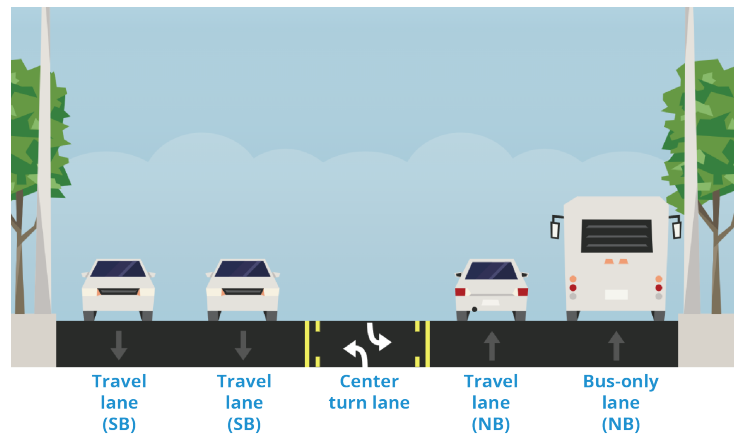 Travel
lane
(SB)
Travel
lane
(SB)
Center
turn lane
Travel
lane
(NB)
Bus-only
lane
(NB)